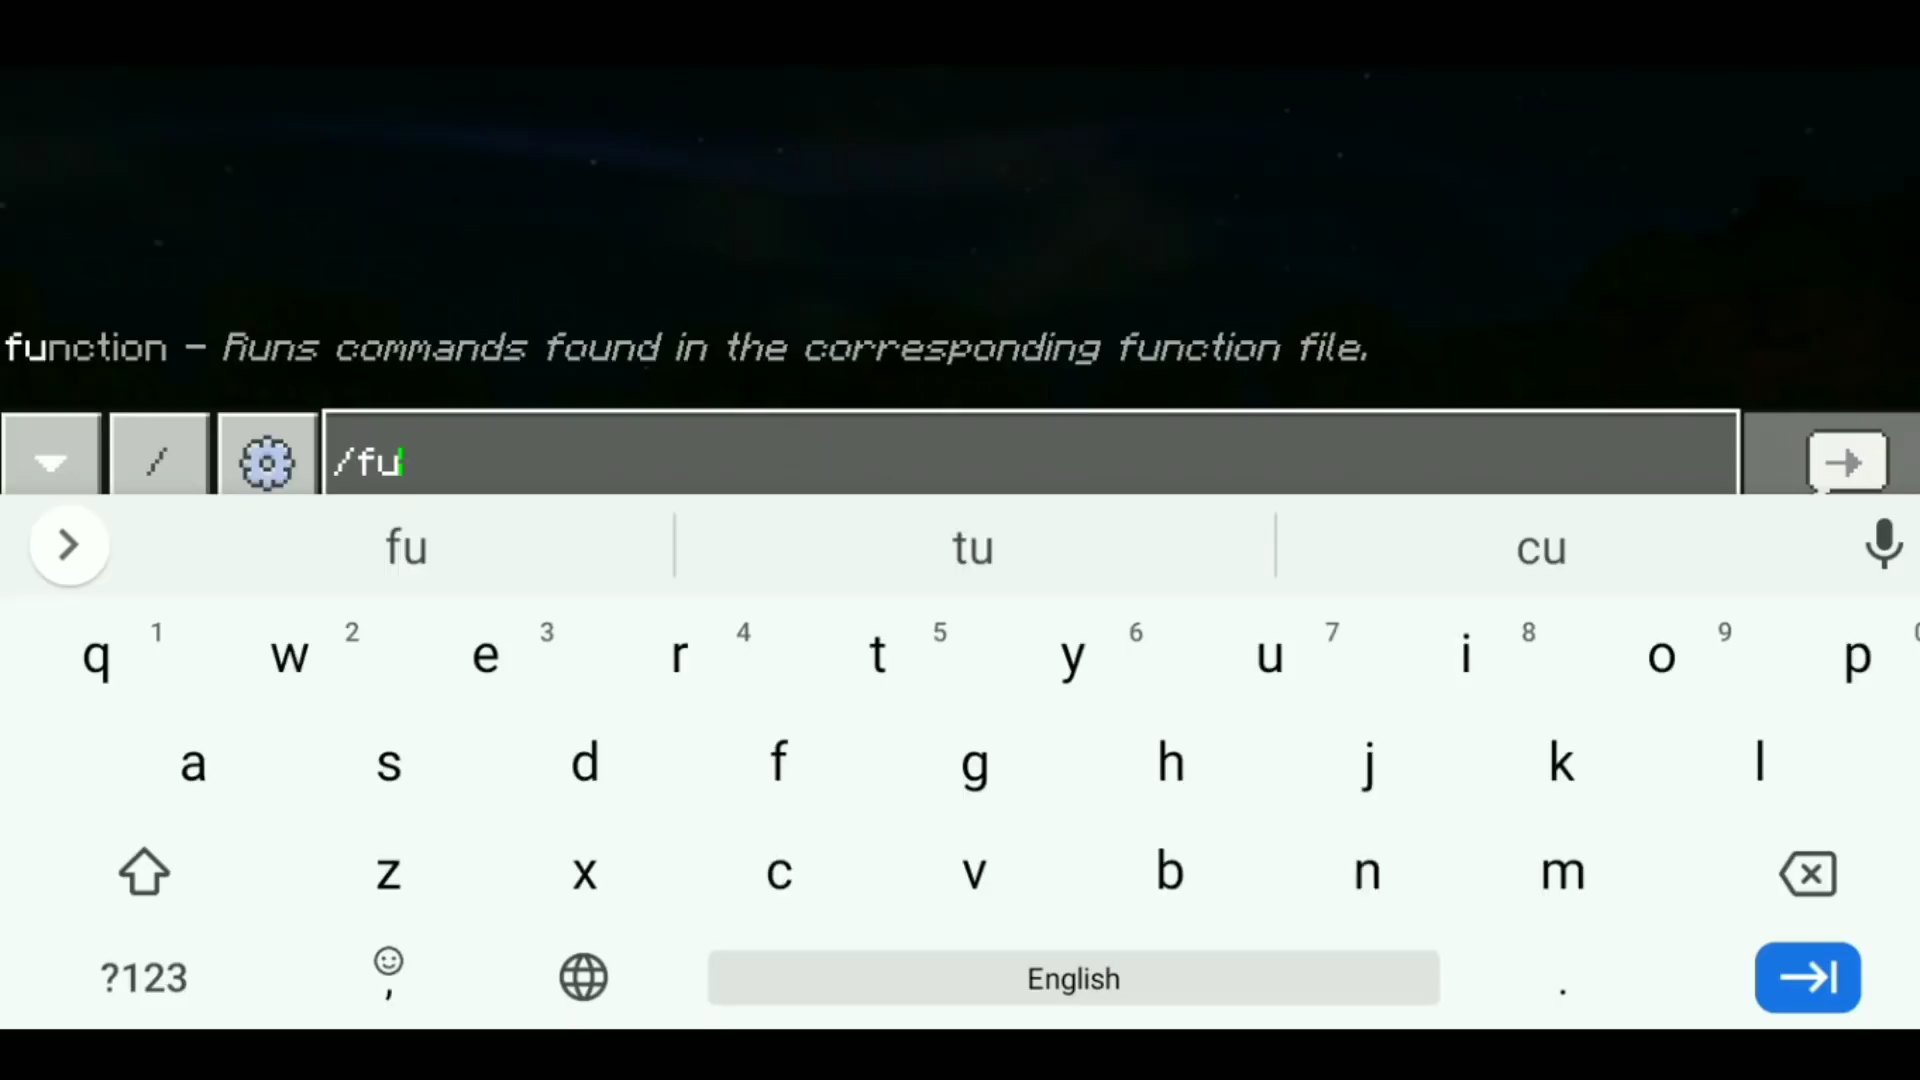 function - Runs commands found in the corresponding function file.
/ /fu
fu tu cu
q 1 w 2 e 3 r 4 t 5 y 6 u 7 i 8 o 9 p 0
a s d f g h j k l
z x c v b n m
?123 , English .